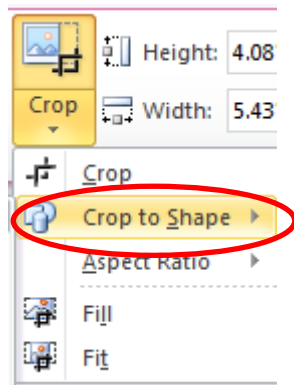 Height: 4.08
Crop Width: 5.43
Crop
Crop to Shape
Aspect Ratio
Fill
Fit